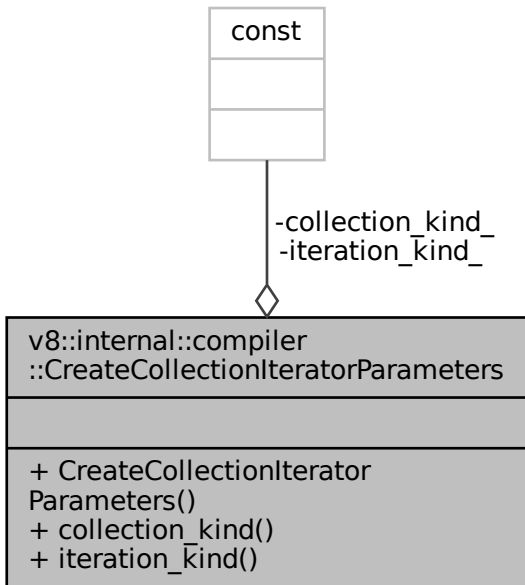 const
-collection_kind_
-iteration_kind_
v8::internal::compiler
::CreateCollectionIteratorParameters
+ CreateCollectionIterator
Parameters()
+ collection_kind()
+ iteration_kind()